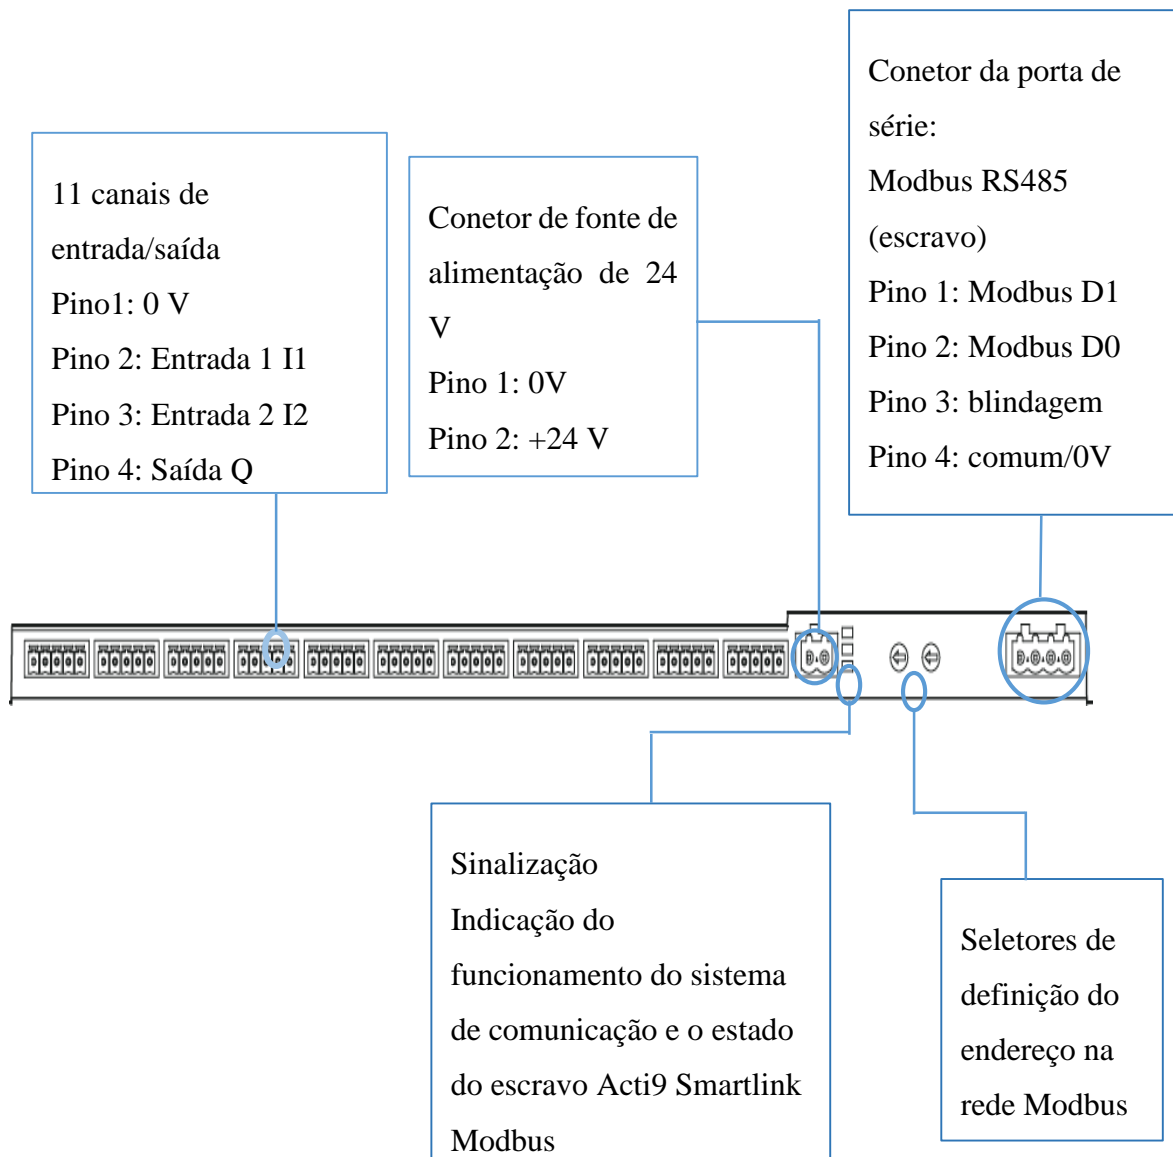 11 canais de
entrada/saída
Pino1: 0 V
Pino 2: Entrada 1 I1
Pino 3: Entrada 2 I2
Pino 4: Saída Q
Conetor de fonte de
alimentação de 24
V
Pino 1: 0V
Pino 2: +24 V
Conetor da porta de
série:
Modbus RS485
(escravo)
Pino 1: Modbus D1
Pino 2: Modbus D0
Pino 3: blindagem
Pino 4: comum/0V
Sinalização
Indicação do
funcionamento do sistema
de comunicação e o estado
do escravo Acti9 Smartlink
Modbus
Seletores de
definição do
endereço na
rede Modbus